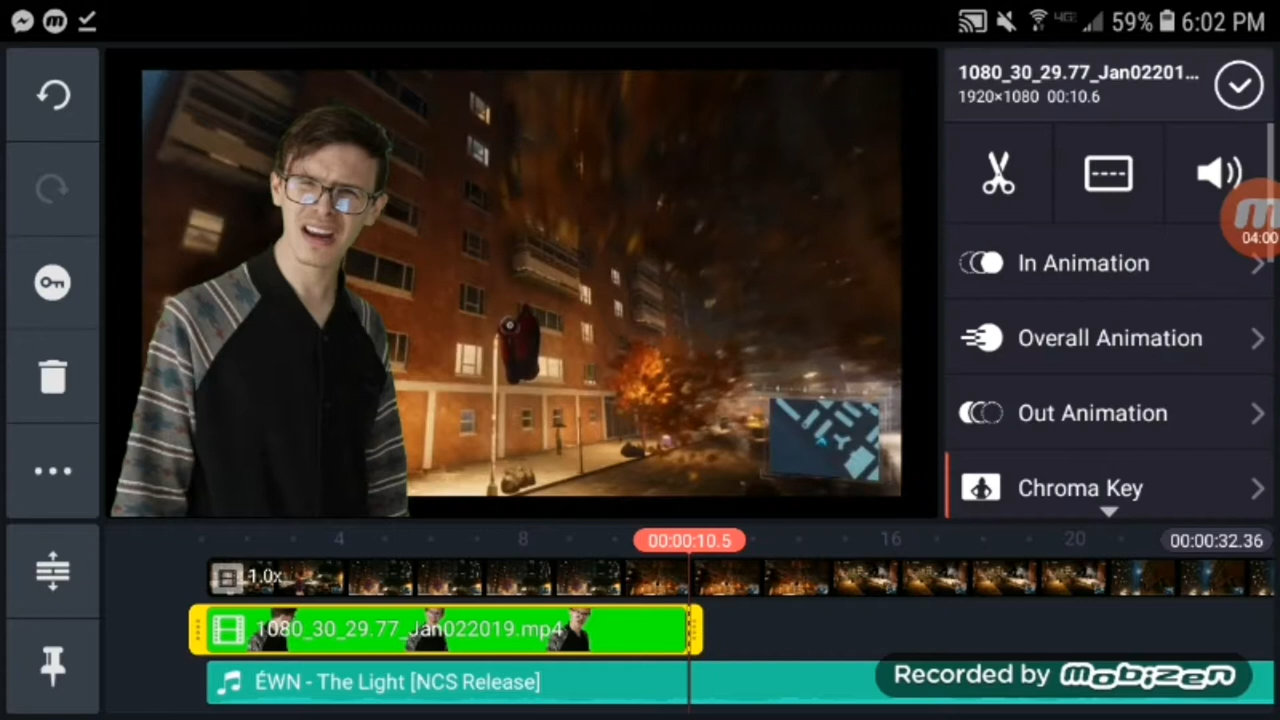 59% 6:02 PM
1080_30_29.77_Jan02201...
1920×1080 00:10.6
04:00
In Animation
Overall Animation
Out Animation
Chroma Key
4 8 00:00:10.5 16 20 00:00:32.36
1.0x
1080_30_29.77_Jan022019.mp4
ÉWN - The Light [NCS Release]
Recorded by mobizen